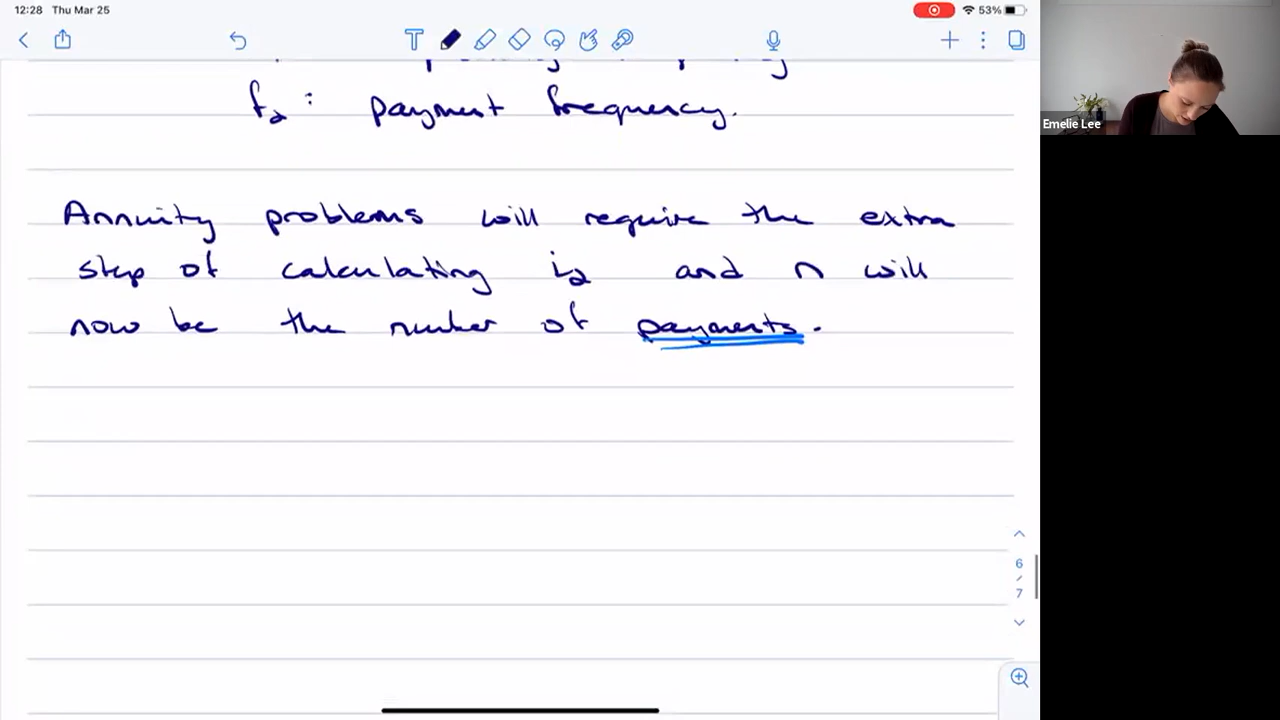 12:28 Thu Mar 25
53%
f2 : payment frequency.
Emelie Lee
Annuity problems will require the extra
step of calculating i2 and n will
now be the number of payments.
6
/
7